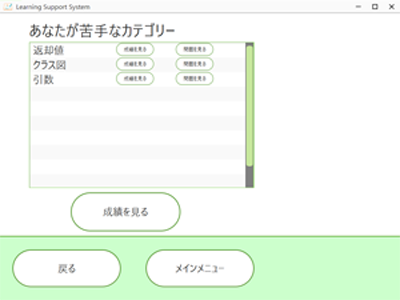 Learning Support System
あなたが苦手なカテゴリー
返却値 成績を見る 問題を見る
クラス図 成績を見る 問題を見る
引数 成績を見る 問題を見る
成績を見る
戻る メインメニュー